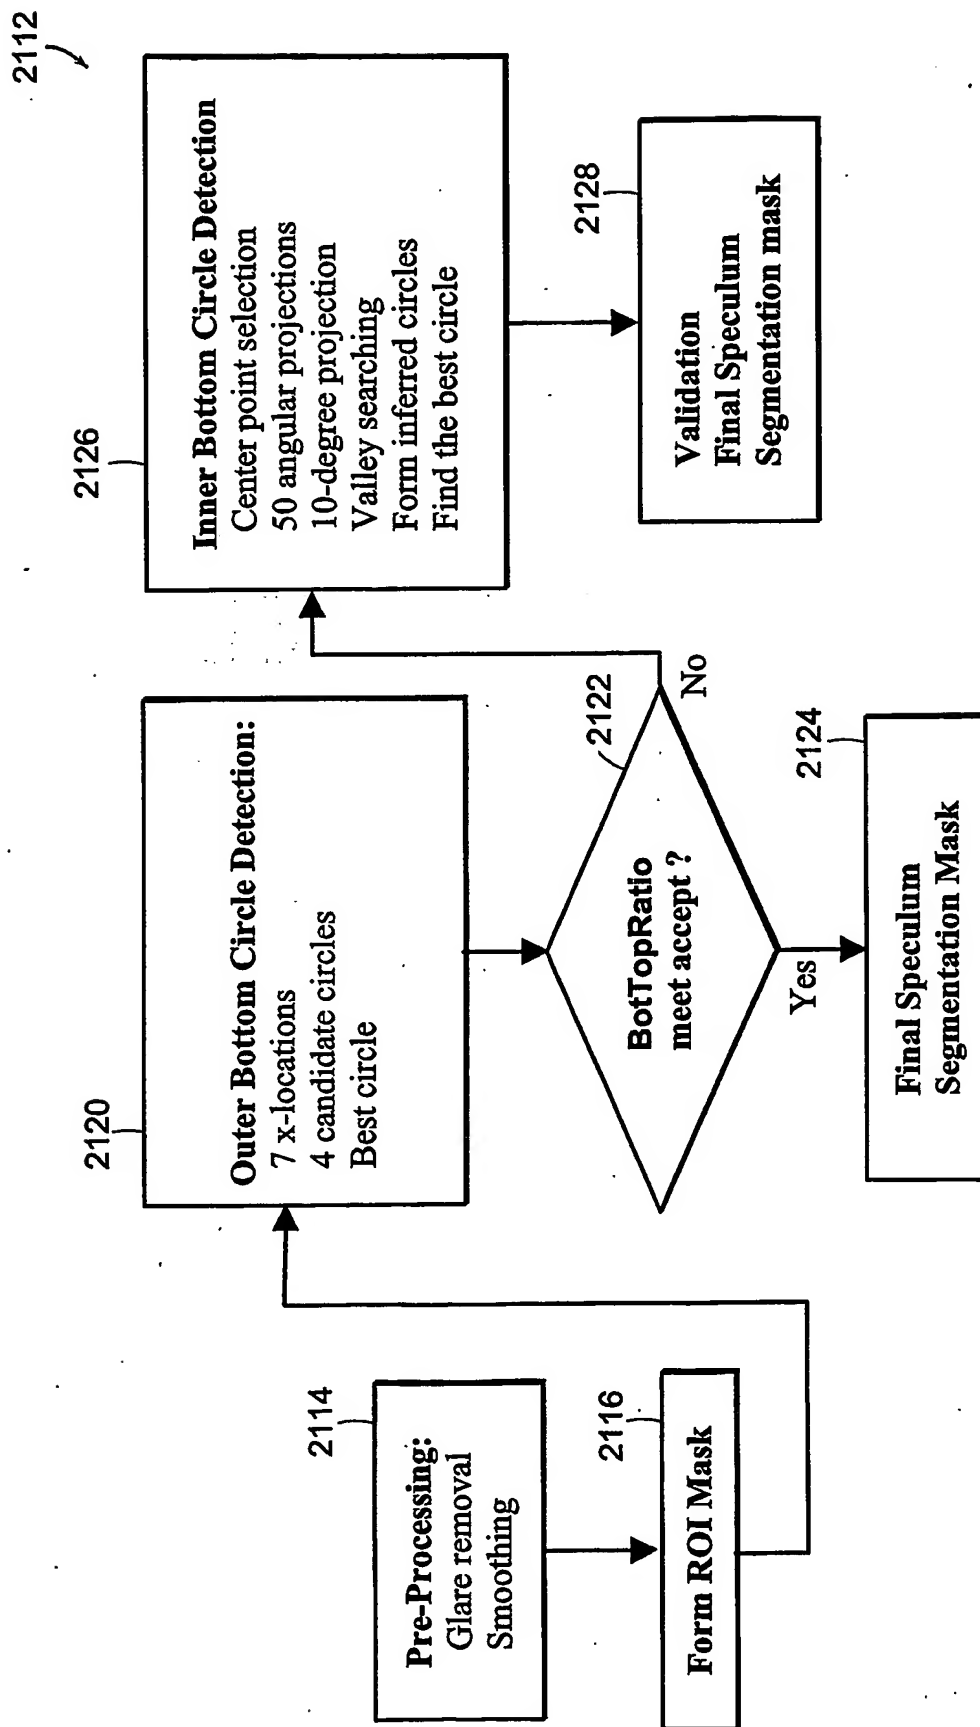 2112
2114
Pre-Processing:
Glare removal
Smoothing
2116
Form ROI Mask
2120
Outer Bottom Circle Detection:
7 x-locations
4 candidate circles
Best circle
2122
BotTopRatio
meet accept ?
No
Yes
2124
Final Speculum
Segmentation Mask
2126
Inner Bottom Circle Detection
Center point selection
50 angular projections
10-degree projection
Valley searching
Form inferred circles
Find the best circle
2128
Validation
Final Speculum
Segmentation mask